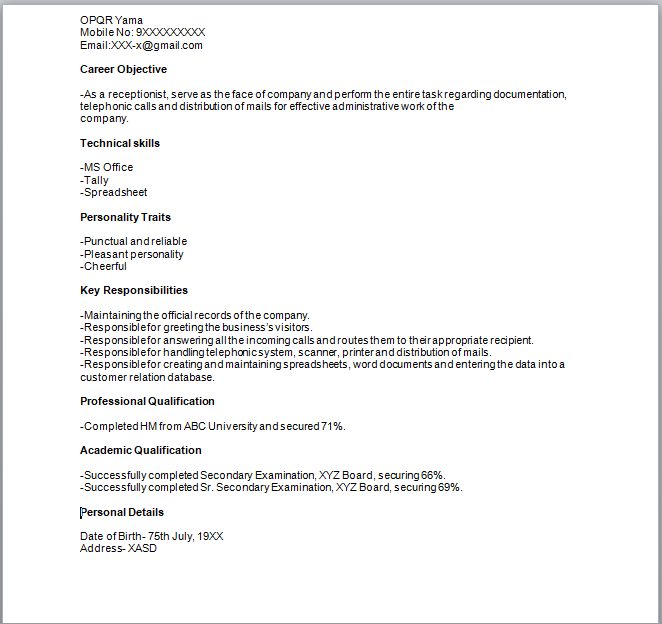 OPQR Yama
Mobile No: 9XXXXXXXXX
Email:XXX-x@gmail.com
Career Objective
-As a receptionist, serve as the face of company and perform the entire task regarding documentation,
telephonic calls and distribution of mails for effective administrative work of the
company.
Technical skills
-MS Office
-Tally
-Spreadsheet
Personality Traits
-Punctual and reliable
-Pleasant personality
-Cheerful
Key Responsibilities
-Maintaining the official records of the company.
-Responsible for greeting the business's visitors.
-Responsible for answering all the incoming calls and routes them to their appropriate recipient.
-Responsible for handling telephonic system, scanner, printer and distribution of mails.
-Responsible for creating and maintaining spreadsheets, word documents and entering the data into a
customer relation database.
Professional Qualification
-Completed HM from ABC University and secured 71%.
Academic Qualification
-Successfully completed Secondary Examination, XYZ Board, securing 66%.
-Successfully completed Sr. Secondary Examination, XYZ Board, securing 69%.
Personal Details
Date of Birth- 75th July, 19XX
Address- XASD